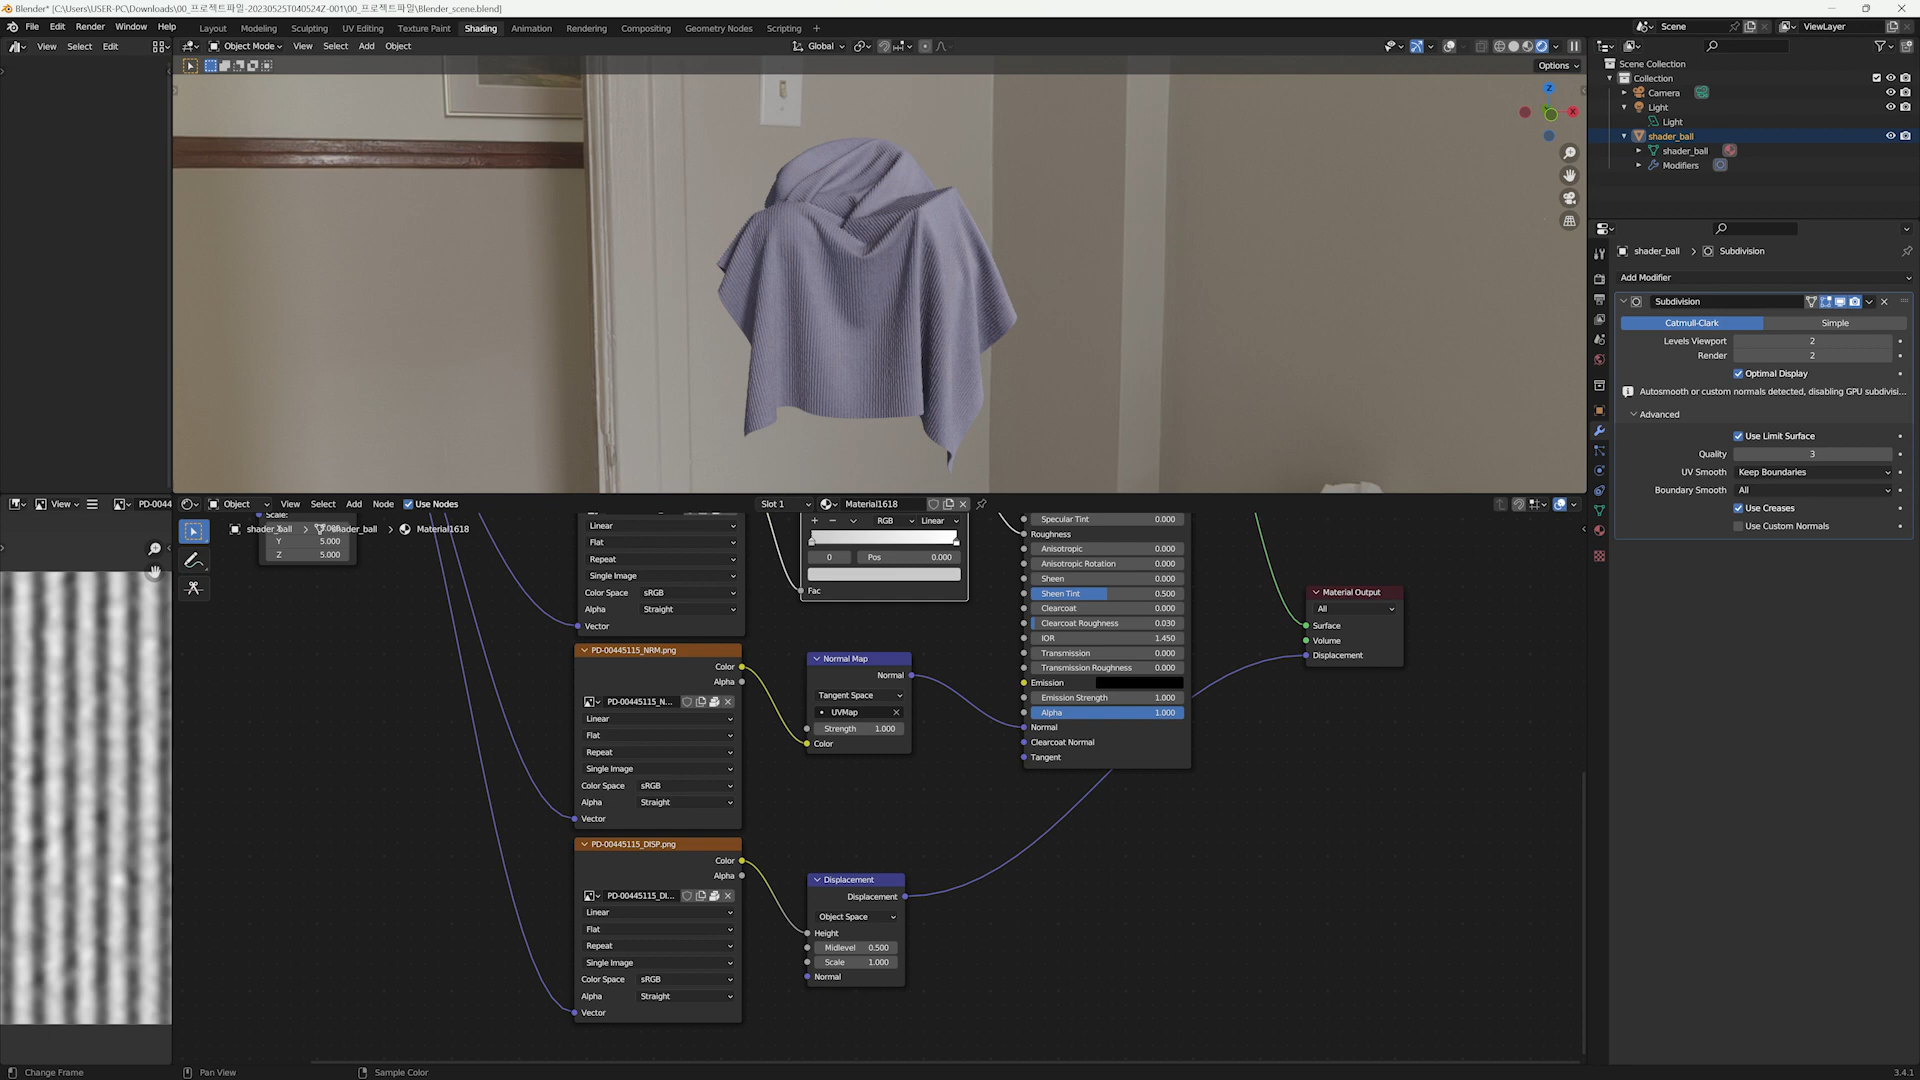 Blender* [C:\Users\USER-PC\Downloads\00_프로젝트파일-20230525T040524Z-001\00_프로젝트파일\Blender_scene.blend]
File Edit Render Window Help
Layout Modeling Sculpting UV Editing Texture Paint Shading Animation Rendering Compositing Geometry Nodes Scripting +
Scene
ViewLayer
View Select Edit
Object Mode View Select Add Object
Global
Options
Z
X
Scene Collection
Collection
Camera
Light
Light
shader_ball
shader_ball
Modifiers
shader_ball > Subdivision
Add Modifier
Subdivision
Catmull-Clark Simple
Levels Viewport 2
Render 2
Optimal Display
Autosmooth or custom normals detected, disabling GPU subdivisi...
Advanced
Use Limit Surface
Quality 3
UV Smooth Keep Boundaries
Boundary Smooth All
Use Creases
Use Custom Normals
View
PD-0044
Object View Select Add Node Use Nodes
Slot 1
Material1618
Scale:
shader_ball > shader_ball > Material1618
Y 5.000
Z 5.000
Linear
Flat
Repeat
Single Image
Color Space sRGB
Alpha Straight
Vector
RGB Linear
0 Pos 0.000
Fac
Specular Tint 0.000
Roughness
Anisotropic 0.000
Anisotropic Rotation 0.000
Sheen 0.000
Sheen Tint 0.500
Clearcoat 0.000
Clearcoat Roughness 0.030
IOR 1.450
Transmission 0.000
Transmission Roughness 0.000
Emission
Emission Strength 1.000
Alpha 1.000
Normal
Clearcoat Normal
Tangent
Material Output
All
Surface
Volume
Displacement
PD-00445115_NRM.png
Color
Alpha
PD-00445115_N...
Linear
Flat
Repeat
Single Image
Color Space sRGB
Alpha Straight
Vector
Normal Map
Normal
Tangent Space
UVMap
Strength 1.000
Color
PD-00445115_DISP.png
Color
Alpha
PD-00445115_DI...
Linear
Flat
Repeat
Single Image
Color Space sRGB
Alpha Straight
Vector
Displacement
Displacement
Object Space
Height
Midlevel 0.500
Scale 1.000
Normal
Change Frame
Pan View
Sample Color
3.4.1